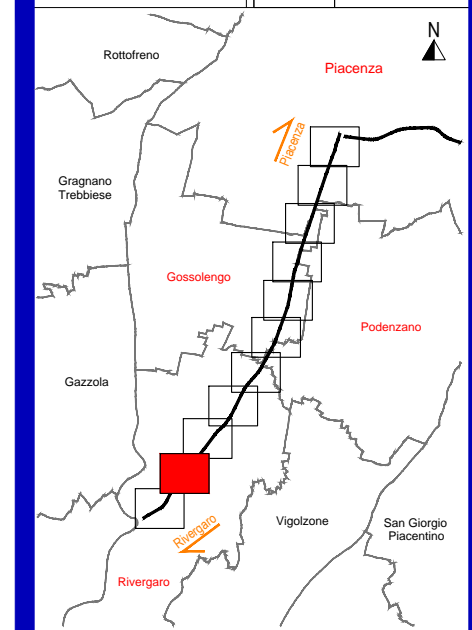 N
Rottofreno
Piacenza
Piacenza
Gragnano
Trebbiese
Gossolengo
Podenzano
Gazzola
Vigolzone
San Giorgio
Piacentino
Rivergaro
Rivergaro